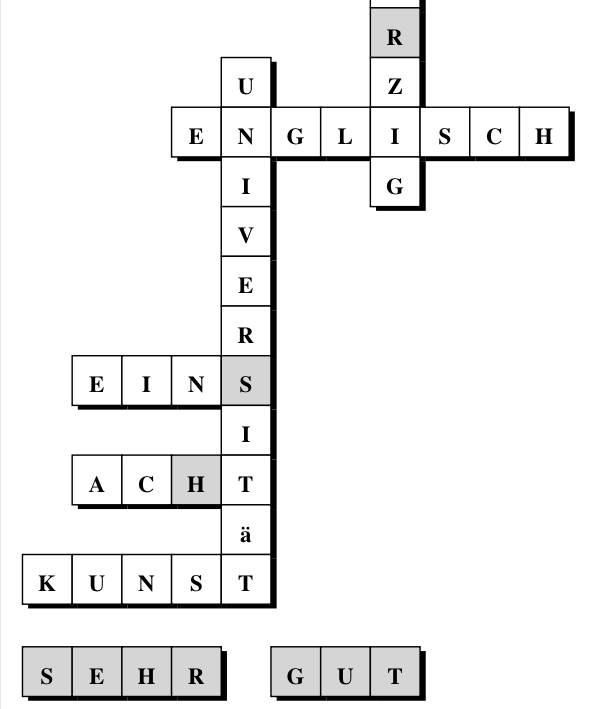 R
U Z
ENGLISCH
I G
V
E
R
EINS
I
ACHT
ä
KUNST
SEHR GUT